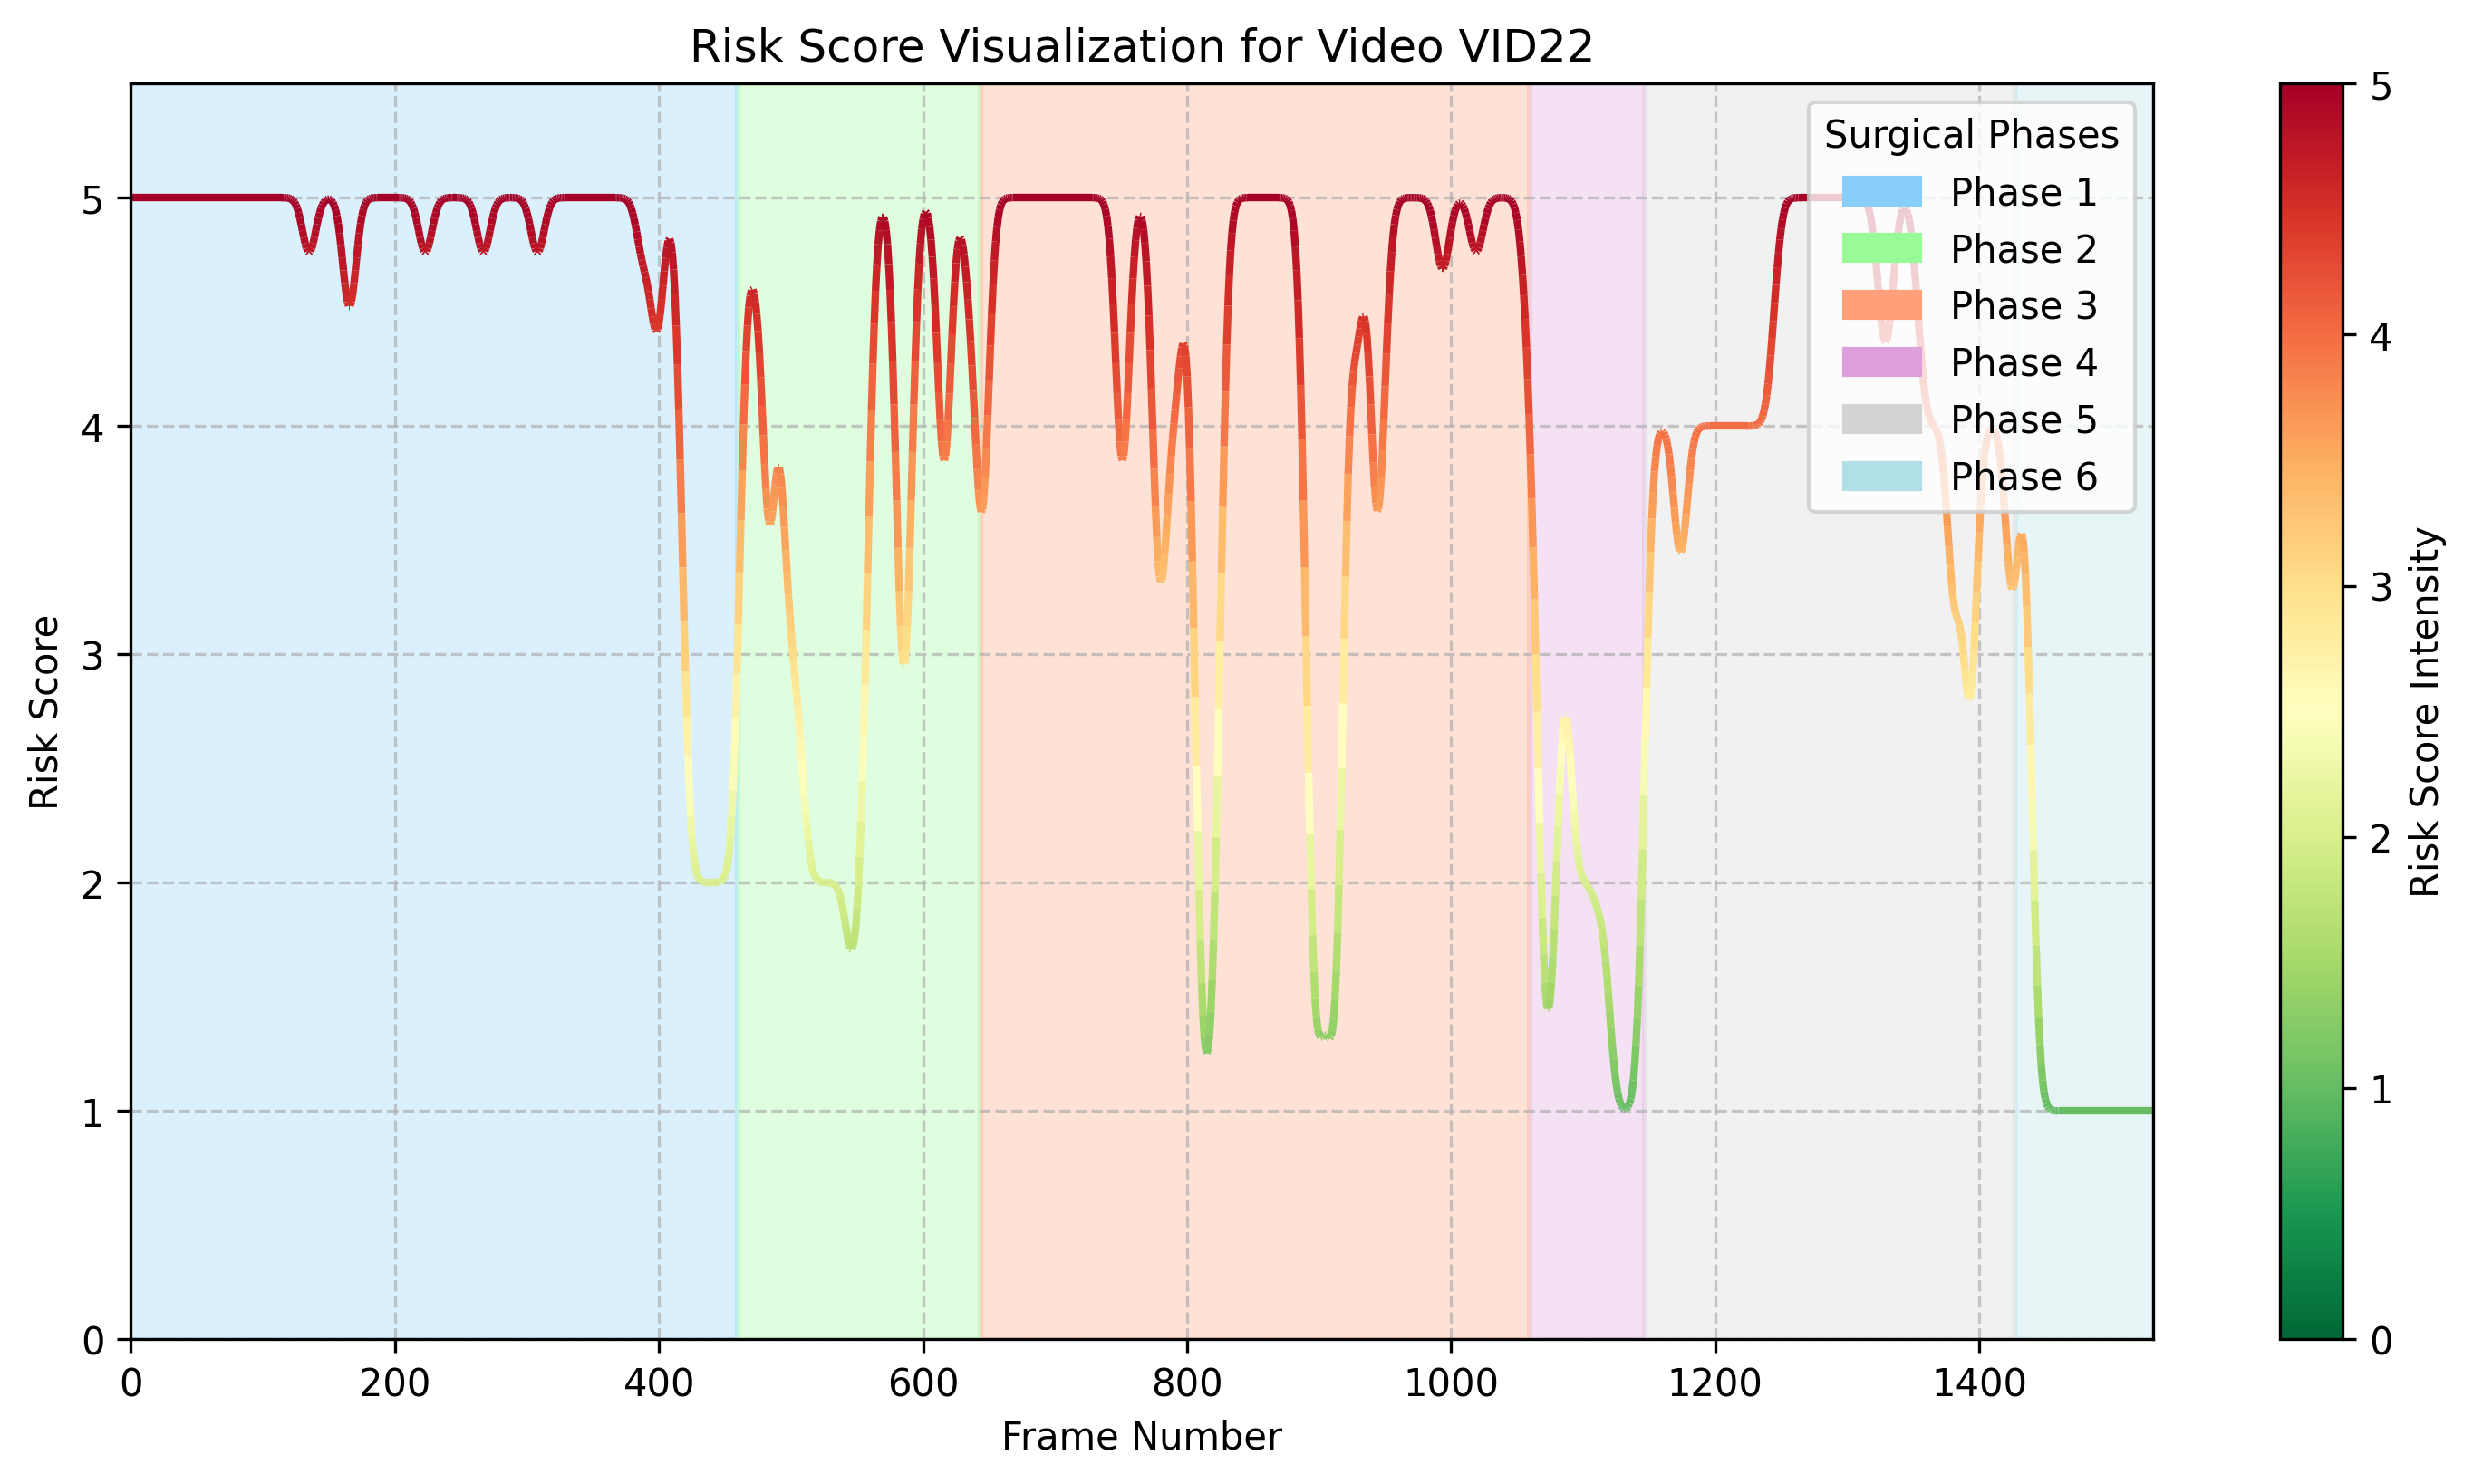 Risk Score Visualization for Video VID22
Risk Score
5
4
3
2
1
0
0 200 400 600 800 1000 1200 1400
Frame Number
Surgical Phases
Phase 1
Phase 2
Phase 3
Phase 4
Phase 5
Phase 6
5
4
3
2
1
0
Risk Score Intensity